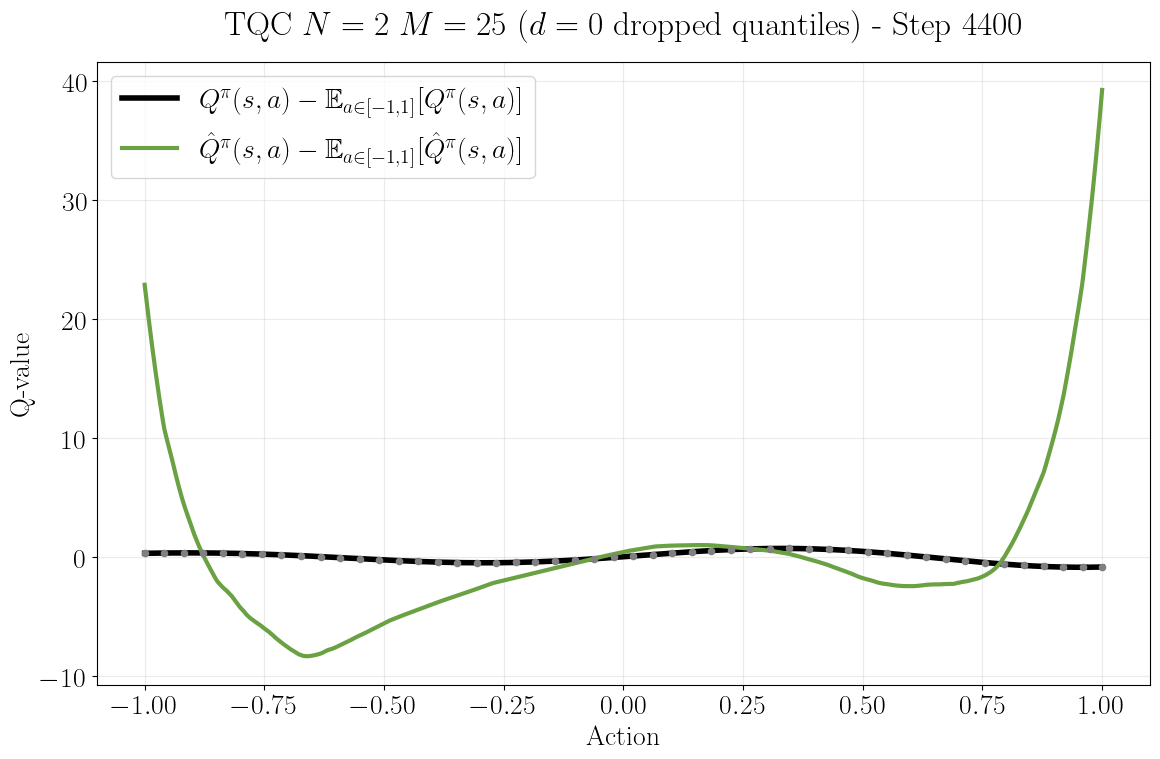 TQC N = 2 M = 25 (d = 0 dropped quantiles) - Step 4400
Q^π(s, a) − 𝔼_{a∈[−1,1]}[Q^π(s, a)]
Q̂^π(s, a) − 𝔼_{a∈[−1,1]}[Q̂^π(s, a)]
40
30
20
10
0
−10
Q-value
−1.00 −0.75 −0.50 −0.25 0.00 0.25 0.50 0.75 1.00
Action